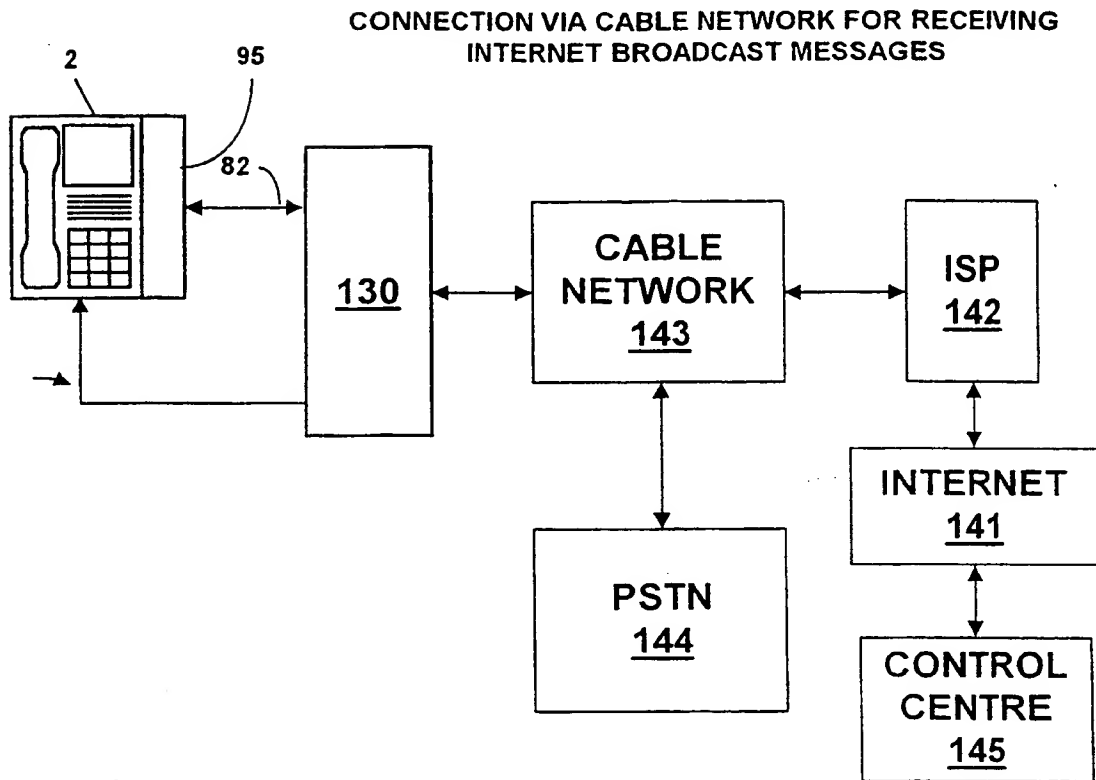 CONNECTION VIA CABLE NETWORK FOR RECEIVING
INTERNET BROADCAST MESSAGES
2
95
82
130
CABLE
NETWORK
143
ISP
142
INTERNET
141
PSTN
144
CONTROL
CENTRE
145